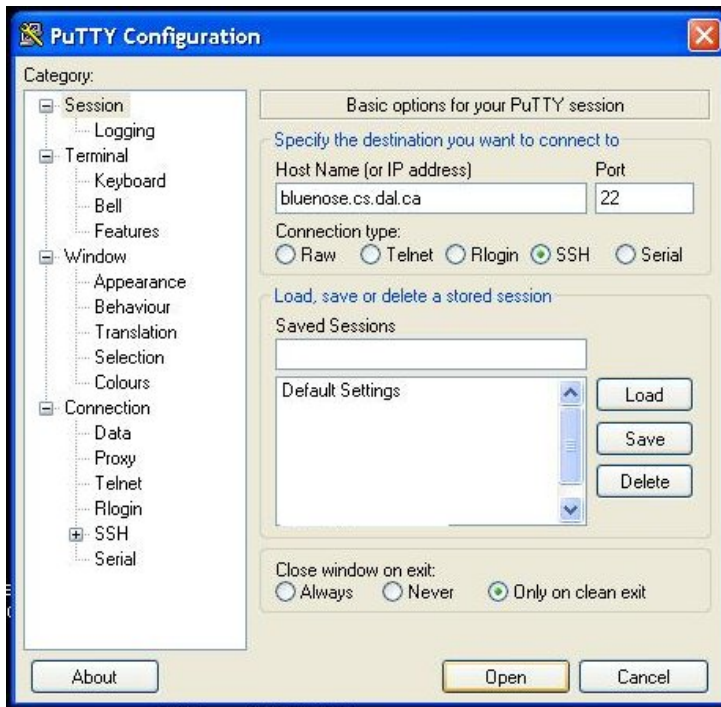 PuTTY Configuration
Category:
Session
Logging
Terminal
Keyboard
Bell
Features
Window
Appearance
Behaviour
Translation
Selection
Colours
Connection
Data
Proxy
Telnet
Rlogin
SSH
Serial
Basic options for your PuTTY session
Specify the destination you want to connect to
Host Name (or IP address) Port
bluenose.cs.dal.ca 22
Connection type:
Raw Telnet Rlogin SSH Serial
Load, save or delete a stored session
Saved Sessions
Default Settings
Load
Save
Delete
Close window on exit:
Always Never Only on clean exit
About Open Cancel